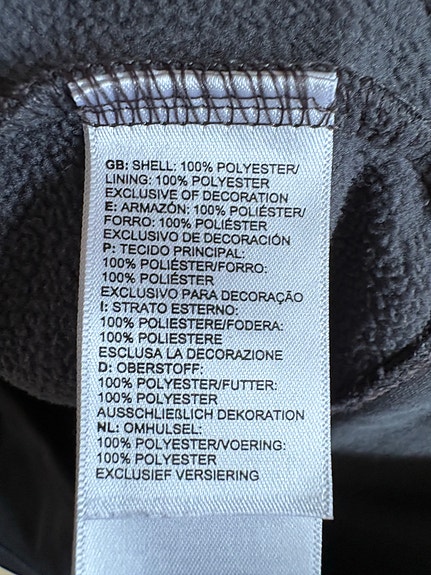 GB: SHELL: 100% POLYESTER/
LINING: 100% POLYESTER
EXCLUSIVE OF DECORATION
E: ARMAZÓN: 100% POLIÉSTER/
FORRO: 100% POLIÉSTER
EXCLUSIVO DE DECORACIÓN
P: TECIDO PRINCIPAL:
100% POLIÉSTER/FORRO:
100% POLIÉSTER
EXCLUSIVO PARA DECORAÇÃO
I: STRATO ESTERNO:
100% POLIESTERE/FODERA:
100% POLIESTERE
ESCLUSA LA DECORAZIONE
D: OBERSTOFF:
100% POLYESTER/FUTTER:
100% POLYESTER
AUSSCHLIEßLICH DEKORATION
NL: OMHULSEL:
100% POLYESTER/VOERING:
100% POLYESTER
EXCLUSIEF VERSIERING